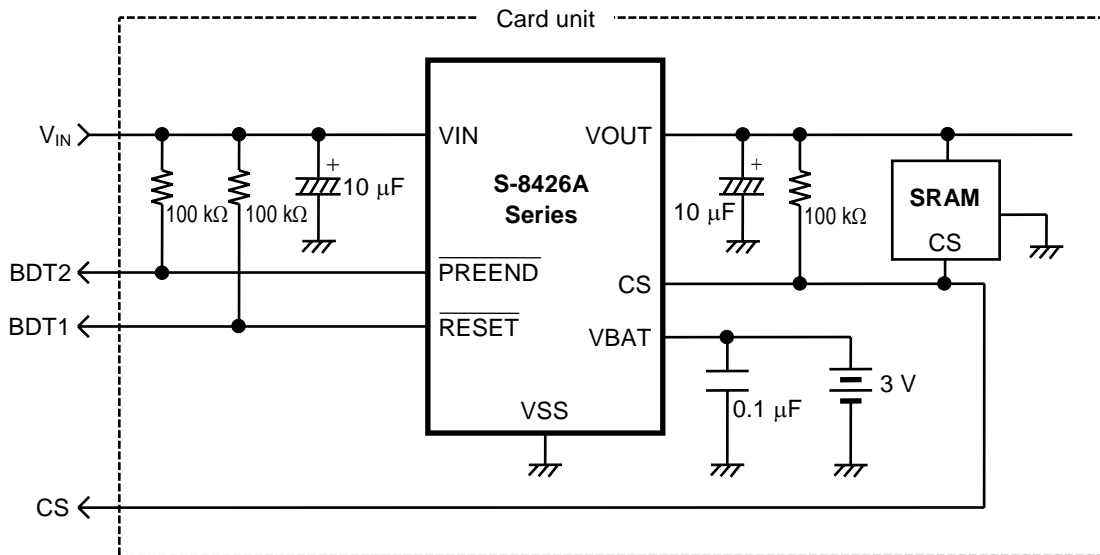 Card unit
V_IN
VIN
VOUT
S-8426A
Series
SRAM
CS
+
10 μF
+
10 μF
100 kΩ
100 kΩ
100 kΩ
BDT2
PREEND
CS
BDT1
RESET
VBAT
3 V
0.1 μF
VSS
CS